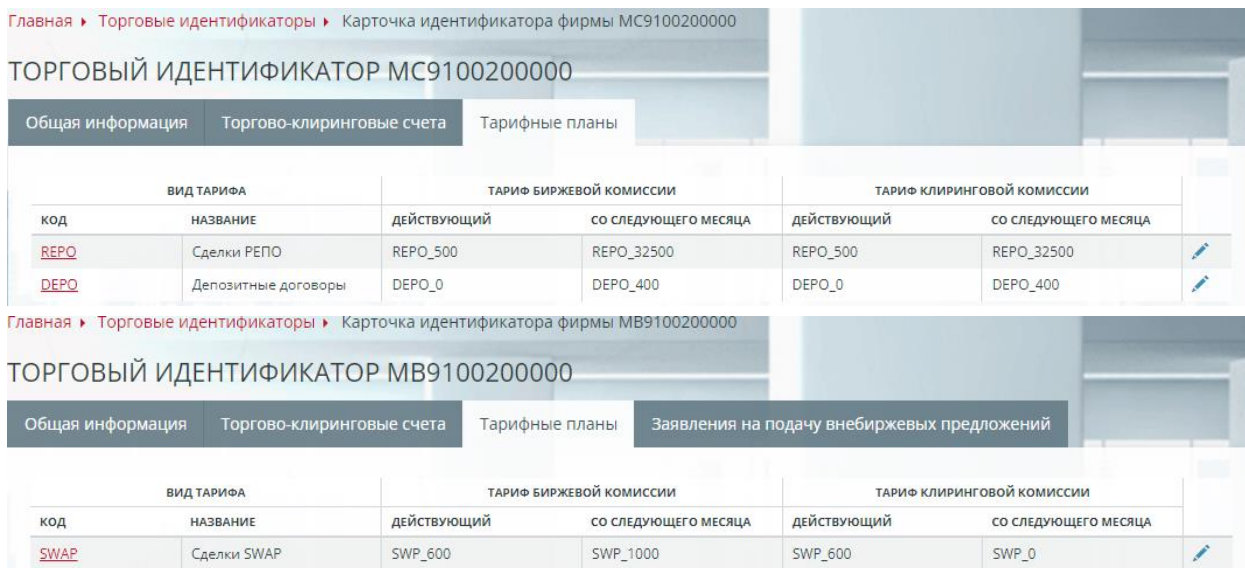 Главная ▸ Торговые идентификаторы ▸ Карточка идентификатора фирмы MC9100200000
ТОРГОВЫЙ ИДЕНТИФИКАТОР MC9100200000
Общая информация Торгово-клиринговые счета Тарифные планы
ВИД ТАРИФА ТАРИФ БИРЖЕВОЙ КОМИССИИ ТАРИФ КЛИРИНГОВОЙ КОМИССИИ
КОД НАЗВАНИЕ ДЕЙСТВУЮЩИЙ СО СЛЕДУЮЩЕГО МЕСЯЦА ДЕЙСТВУЮЩИЙ СО СЛЕДУЮЩЕГО МЕСЯЦА
REPO Сделки РЕПО REPO_500 REPO_32500 REPO_500 REPO_32500
DEPO Депозитные договоры DEPO_0 DEPO_400 DEPO_0 DEPO_400
Главная ▸ Торговые идентификаторы ▸ Карточка идентификатора фирмы MB9100200000
ТОРГОВЫЙ ИДЕНТИФИКАТОР MB9100200000
Общая информация Торгово-клиринговые счета Тарифные планы Заявления на подачу внебиржевых предложений
ВИД ТАРИФА ТАРИФ БИРЖЕВОЙ КОМИССИИ ТАРИФ КЛИРИНГОВОЙ КОМИССИИ
КОД НАЗВАНИЕ ДЕЙСТВУЮЩИЙ СО СЛЕДУЮЩЕГО МЕСЯЦА ДЕЙСТВУЮЩИЙ СО СЛЕДУЮЩЕГО МЕСЯЦА
SWAP Сделки SWAP SWP_600 SWP_1000 SWP_600 SWP_0